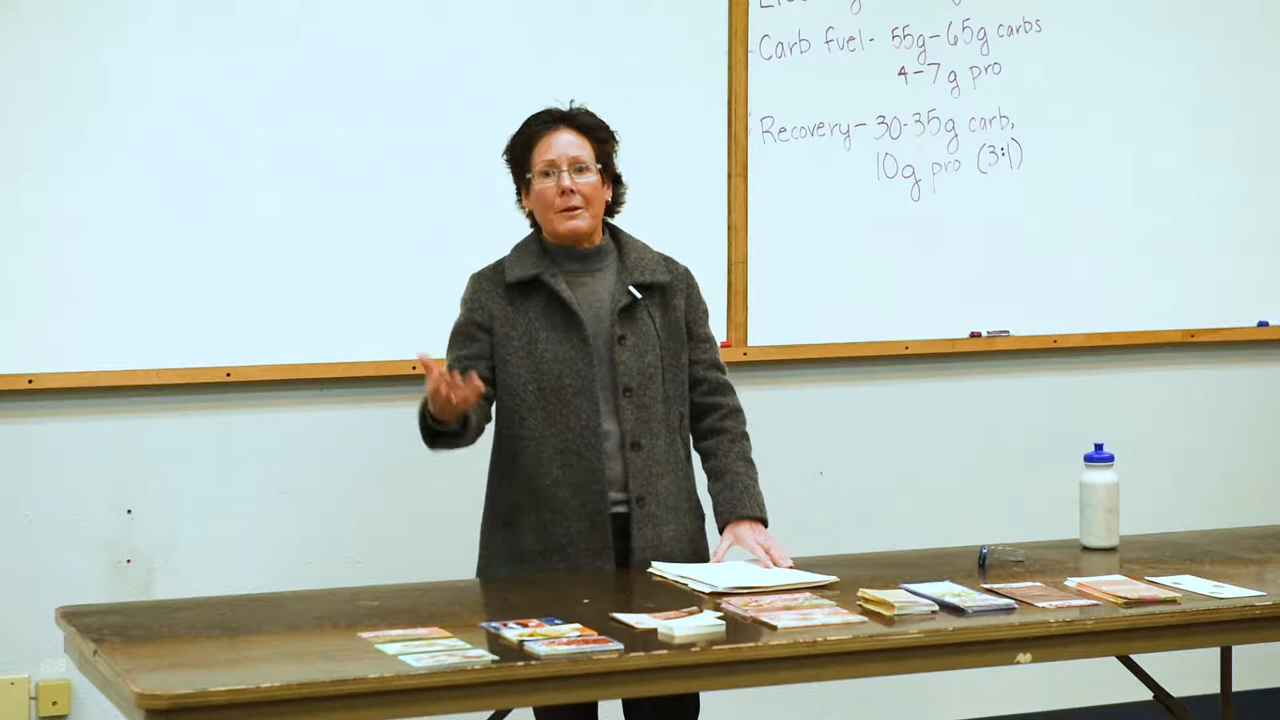 Carb fuel- 55g-65g carbs
4-7g pro
Recovery- 30-35g carb,
10g pro (3:1)